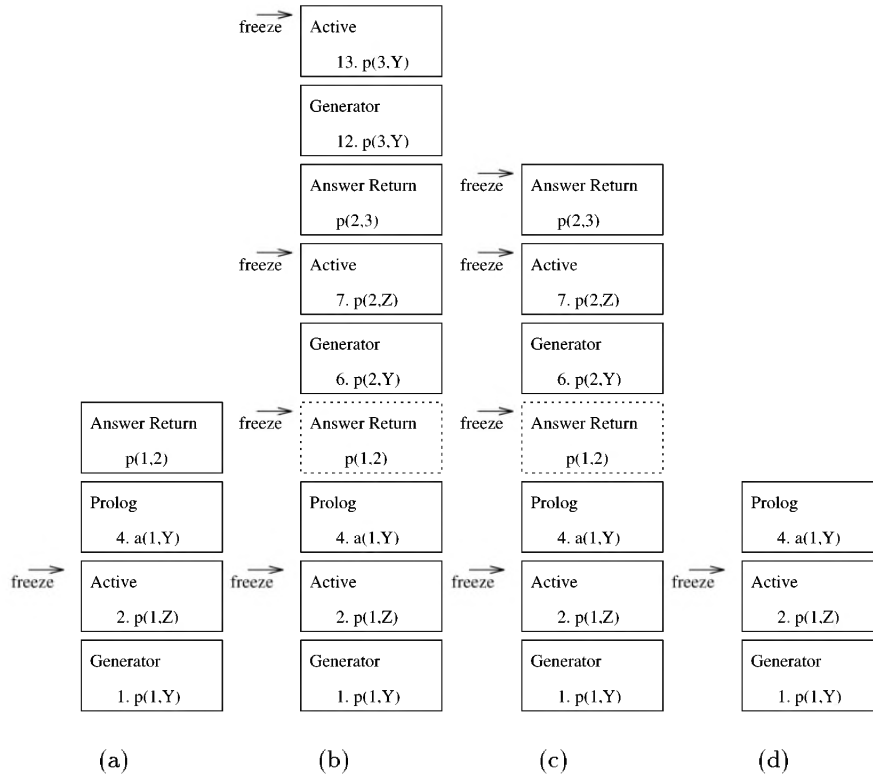 freeze
Active
13. p(3,Y)
Generator
12. p(3,Y)
Answer Return
p(2,3)
freeze
Active
7. p(2,Z)
Generator
6. p(2,Y)
freeze
Answer Return
p(1,2)
Prolog
4. a(1,Y)
freeze
Active
2. p(1,Z)
Generator
1. p(1,Y)
freeze
Answer Return
p(2,3)
freeze
Active
7. p(2,Z)
Generator
6. p(2,Y)
freeze
Answer Return
p(1,2)
Prolog
4. a(1,Y)
freeze
Active
2. p(1,Z)
Generator
1. p(1,Y)
Answer Return
p(1,2)
Prolog
4. a(1,Y)
freeze
Active
2. p(1,Z)
Generator
1. p(1,Y)
Prolog
4. a(1,Y)
freeze
Active
2. p(1,Z)
Generator
1. p(1,Y)
(a)
(b)
(c)
(d)